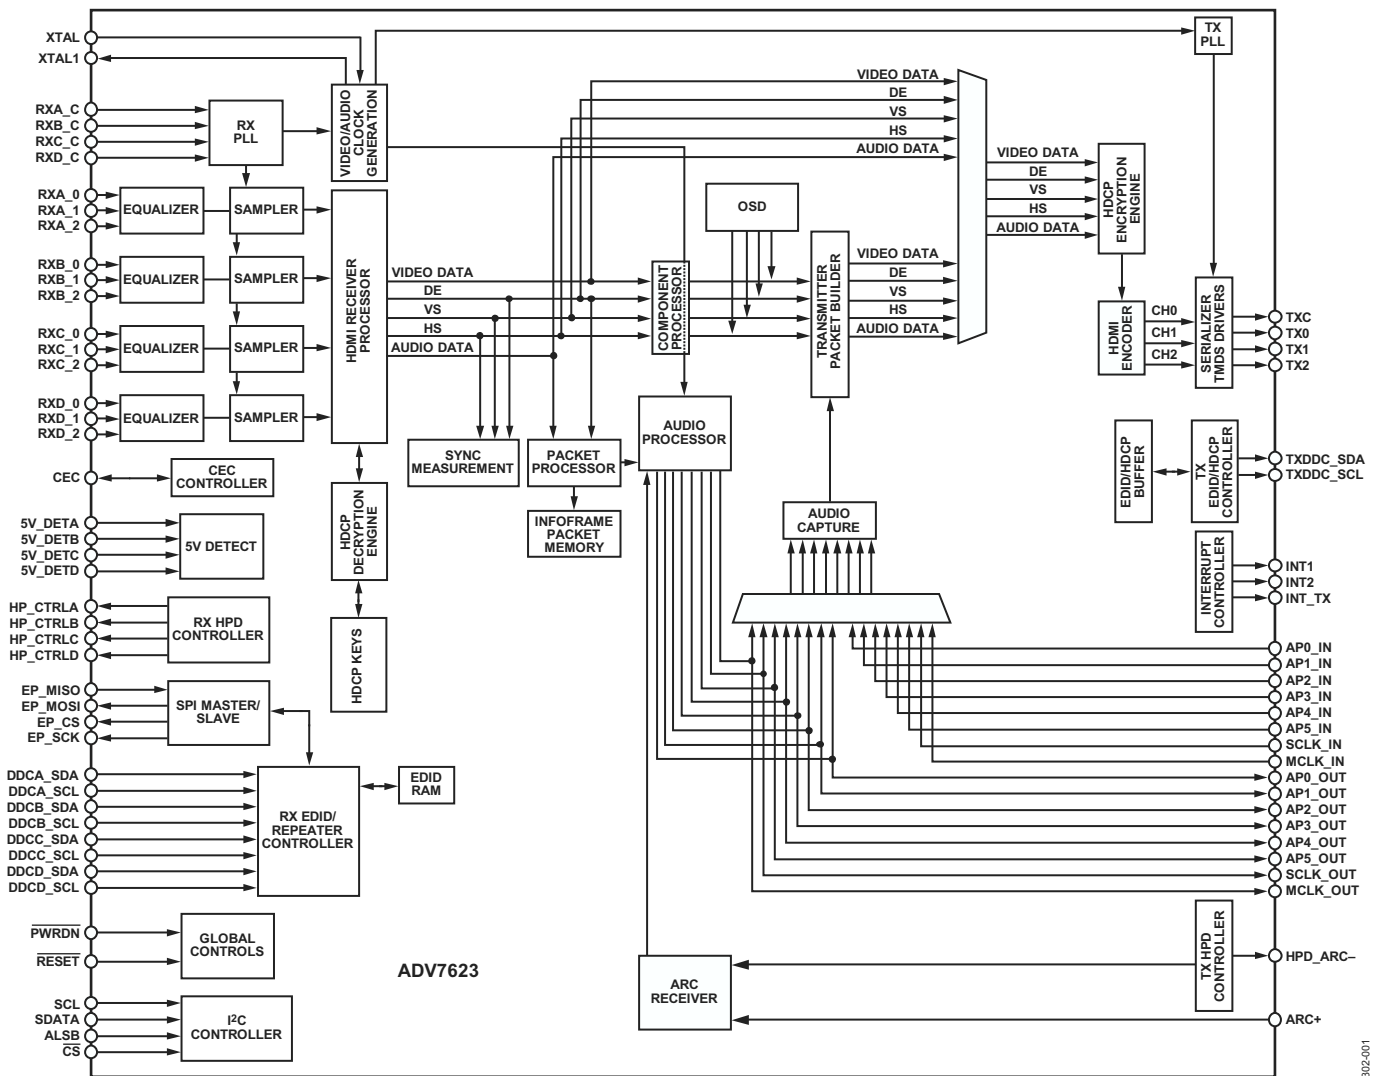 XTAL
XTAL1
RXA_C
RXB_C
RXC_C
RXD_C
RX
PLL
VIDEO/AUDIO
CLOCK
GENERATION
TX
PLL
RXA_0
RXA_1
RXA_2
EQUALIZER
SAMPLER
RXB_0
RXB_1
RXB_2
EQUALIZER
SAMPLER
RXC_0
RXC_1
RXC_2
EQUALIZER
SAMPLER
RXD_0
RXD_1
RXD_2
EQUALIZER
SAMPLER
HDMI RECEIVER
PROCESSOR
VIDEO DATA
DE
VS
HS
AUDIO DATA
VIDEO DATA
DE
VS
HS
AUDIO DATA
OSD
COMPONENT
PROCESSOR
TRANSMITTER
PACKET BUILDER
VIDEO DATA
DE
VS
HS
AUDIO DATA
VIDEO DATA
DE
VS
HS
AUDIO DATA
HDCP
ENCRYPTION
ENGINE
HDMI
ENCODER
CH0
CH1
CH2
SERIALIZER
TMDS DRIVERS
TXC
TX0
TX1
TX2
CEC
CEC
CONTROLLER
5V_DETA
5V_DETB
5V_DETC
5V_DETD
5V DETECT
HP_CTRLA
HP_CTRLB
HP_CTRLC
HP_CTRLD
RX HPD
CONTROLLER
EP_MISO
EP_MOSI
EP_CS
EP_SCK
SPI MASTER/
SLAVE
DDCA_SDA
DDCA_SCL
DDCB_SDA
DDCB_SCL
DDCC_SDA
DDCC_SCL
DDCD_SDA
DDCD_SCL
RX EDID/
REPEATER
CONTROLLER
EDID
RAM
PWRDN
RESET
GLOBAL
CONTROLS
SCL
SDATA
ALSB
CS
I²C
CONTROLLER
HDCP
DECRYPTION
ENGINE
HDCP KEYS
SYNC
MEASUREMENT
PACKET
PROCESSOR
INFOFRAME
PACKET
MEMORY
AUDIO
PROCESSOR
AUDIO
CAPTURE
ADV7623
ARC
RECEIVER
EDID/HDCP
BUFFER
TX
EDID/HDCP
CONTROLLER
TXDDC_SDA
TXDDC_SCL
INTERRUPT
CONTROLLER
INT1
INT2
INT_TX
AP0_IN
AP1_IN
AP2_IN
AP3_IN
AP4_IN
AP5_IN
SCLK_IN
MCLK_IN
AP0_OUT
AP1_OUT
AP2_OUT
AP3_OUT
AP4_OUT
AP5_OUT
SCLK_OUT
MCLK_OUT
TX HPD
CONTROLLER
HPD_ARC–
ARC+